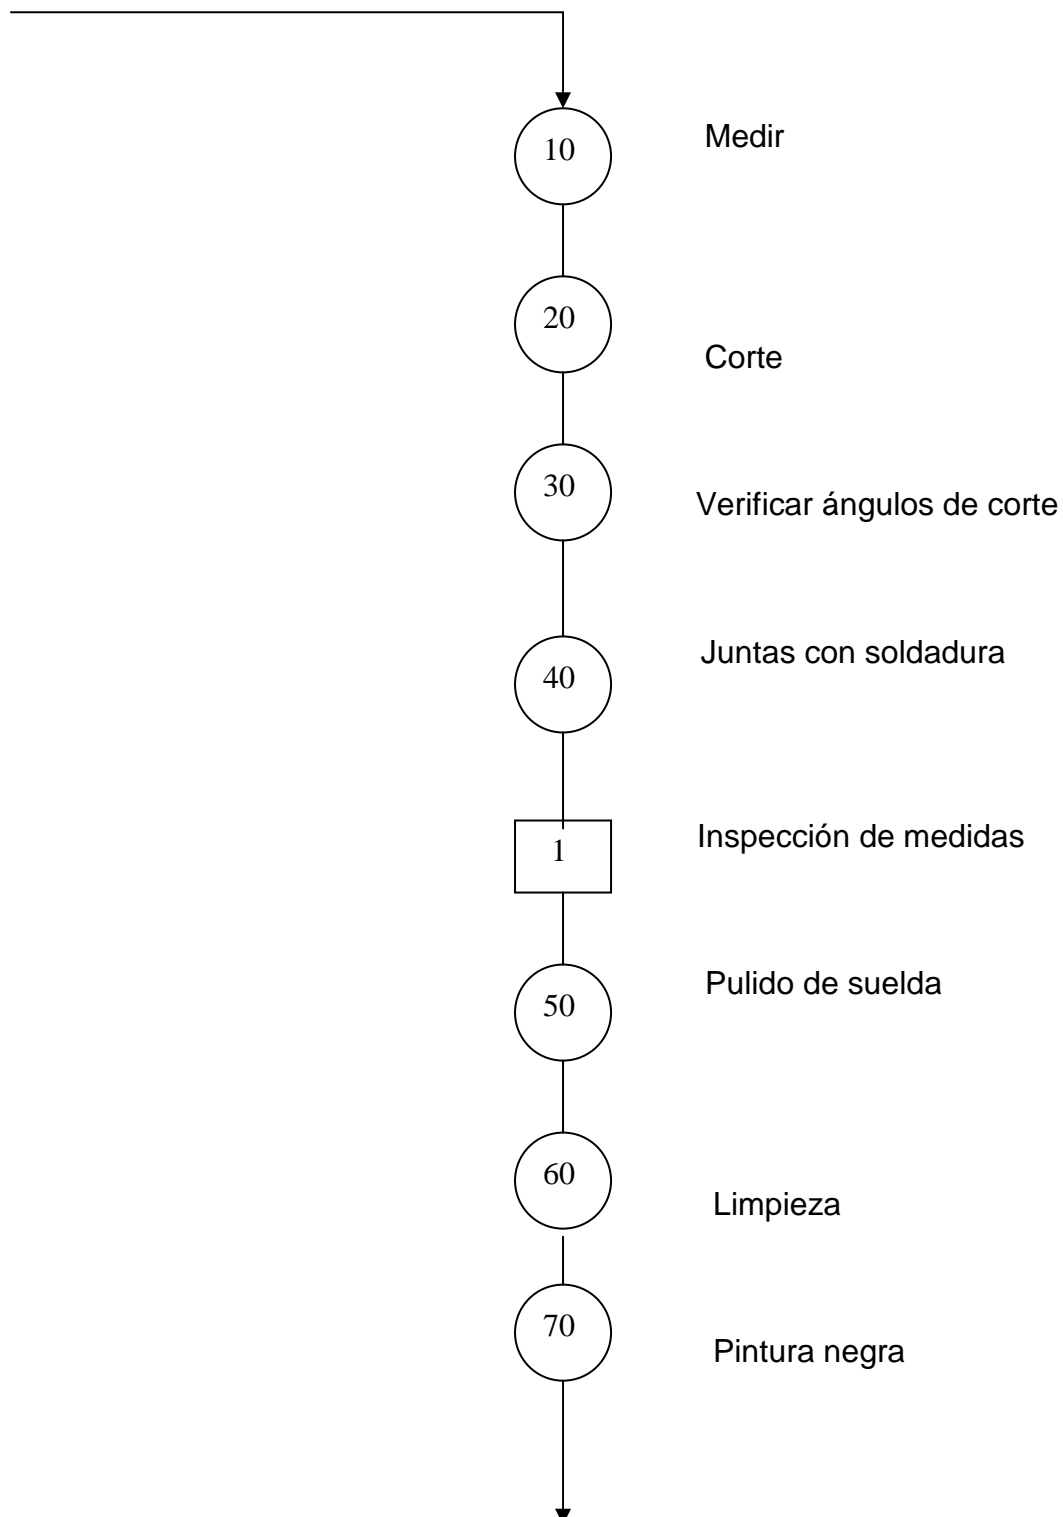 10 Medir
20 Corte
30 Verificar ángulos de corte
40 Juntas con soldadura
1 Inspección de medidas
50 Pulido de suelda
60 Limpieza
70 Pintura negra